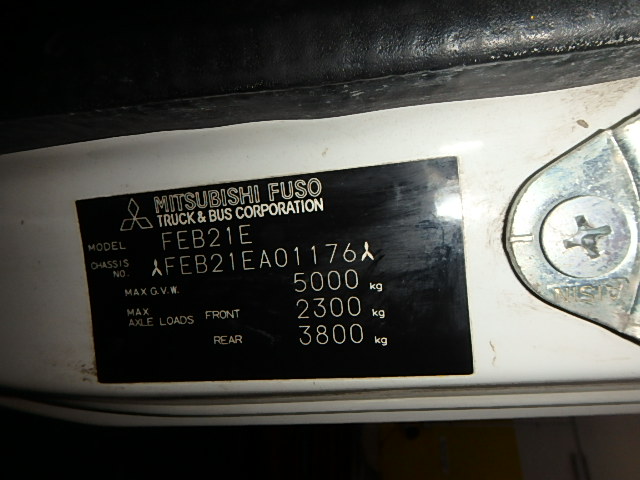 MITSUBISHI FUSO
TRUCK & BUS CORPORATION
MODEL FEB21E
CHASSIS NO. FEB21EA01176
MAX G.V.W. 5000 kg
MAX AXLE LOADS FRONT 2300 kg
REAR 3800 kg